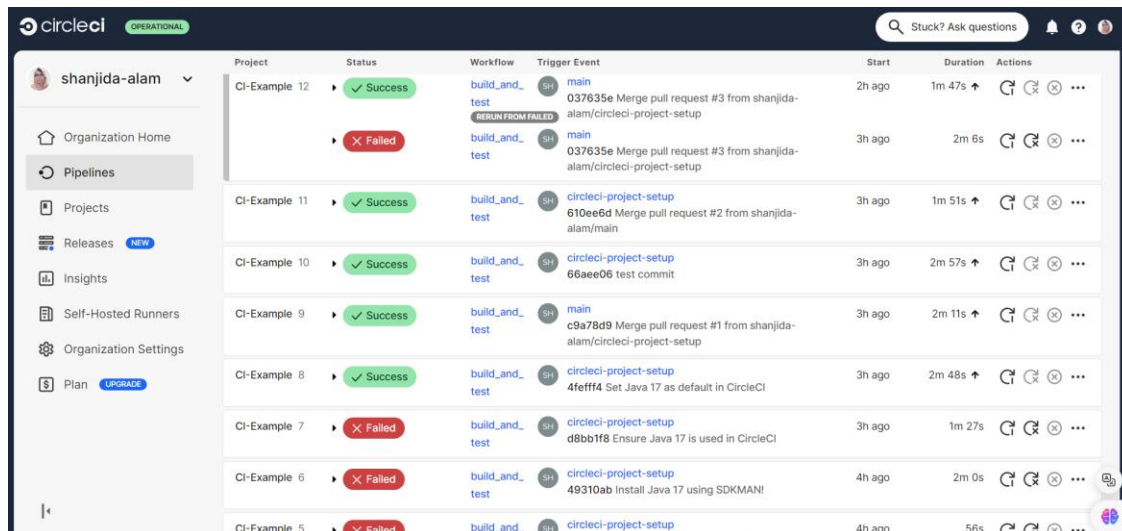 circleci OPERATIONAL
Stuck? Ask questions
shanjida-alam
Organization Home
Pipelines
Projects
Releases NEW
Insights
Self-Hosted Runners
Organization Settings
Plan UPGRADE
Project Status Workflow Trigger Event Start Duration Actions
CI-Example 12 Success build_and_ SH main 2h ago 1m 47s
test 037635e Merge pull request #3 from shanjida-
RERUN FROM FAILED alam/circleci-project-setup
Failed build_and_ SH main 3h ago 2m 6s
test 037635e Merge pull request #3 from shanjida-
alam/circleci-project-setup
CI-Example 11 Success build_and_ SH circleci-project-setup 3h ago 1m 51s
test 610ee6d Merge pull request #2 from shanjida-
alam/main
CI-Example 10 Success build_and_ SH circleci-project-setup 3h ago 2m 57s
test 66aee06 test commit
CI-Example 9 Success build_and_ SH main 3h ago 2m 11s
test c9a78d9 Merge pull request #1 from shanjida-
alam/circleci-project-setup
CI-Example 8 Success build_and_ SH circleci-project-setup 3h ago 2m 48s
test 4fefff4 Set Java 17 as default in CircleCI
CI-Example 7 Failed build_and_ SH circleci-project-setup 3h ago 1m 27s
test d8bb1f8 Ensure Java 17 is used in CircleCI
CI-Example 6 Failed build_and_ SH circleci-project-setup 4h ago 2m 0s
test 49310ab Install Java 17 using SDKMAN!
CI-Example 5 Failed build_and_ SH circleci-project-setup 4h ago 56s